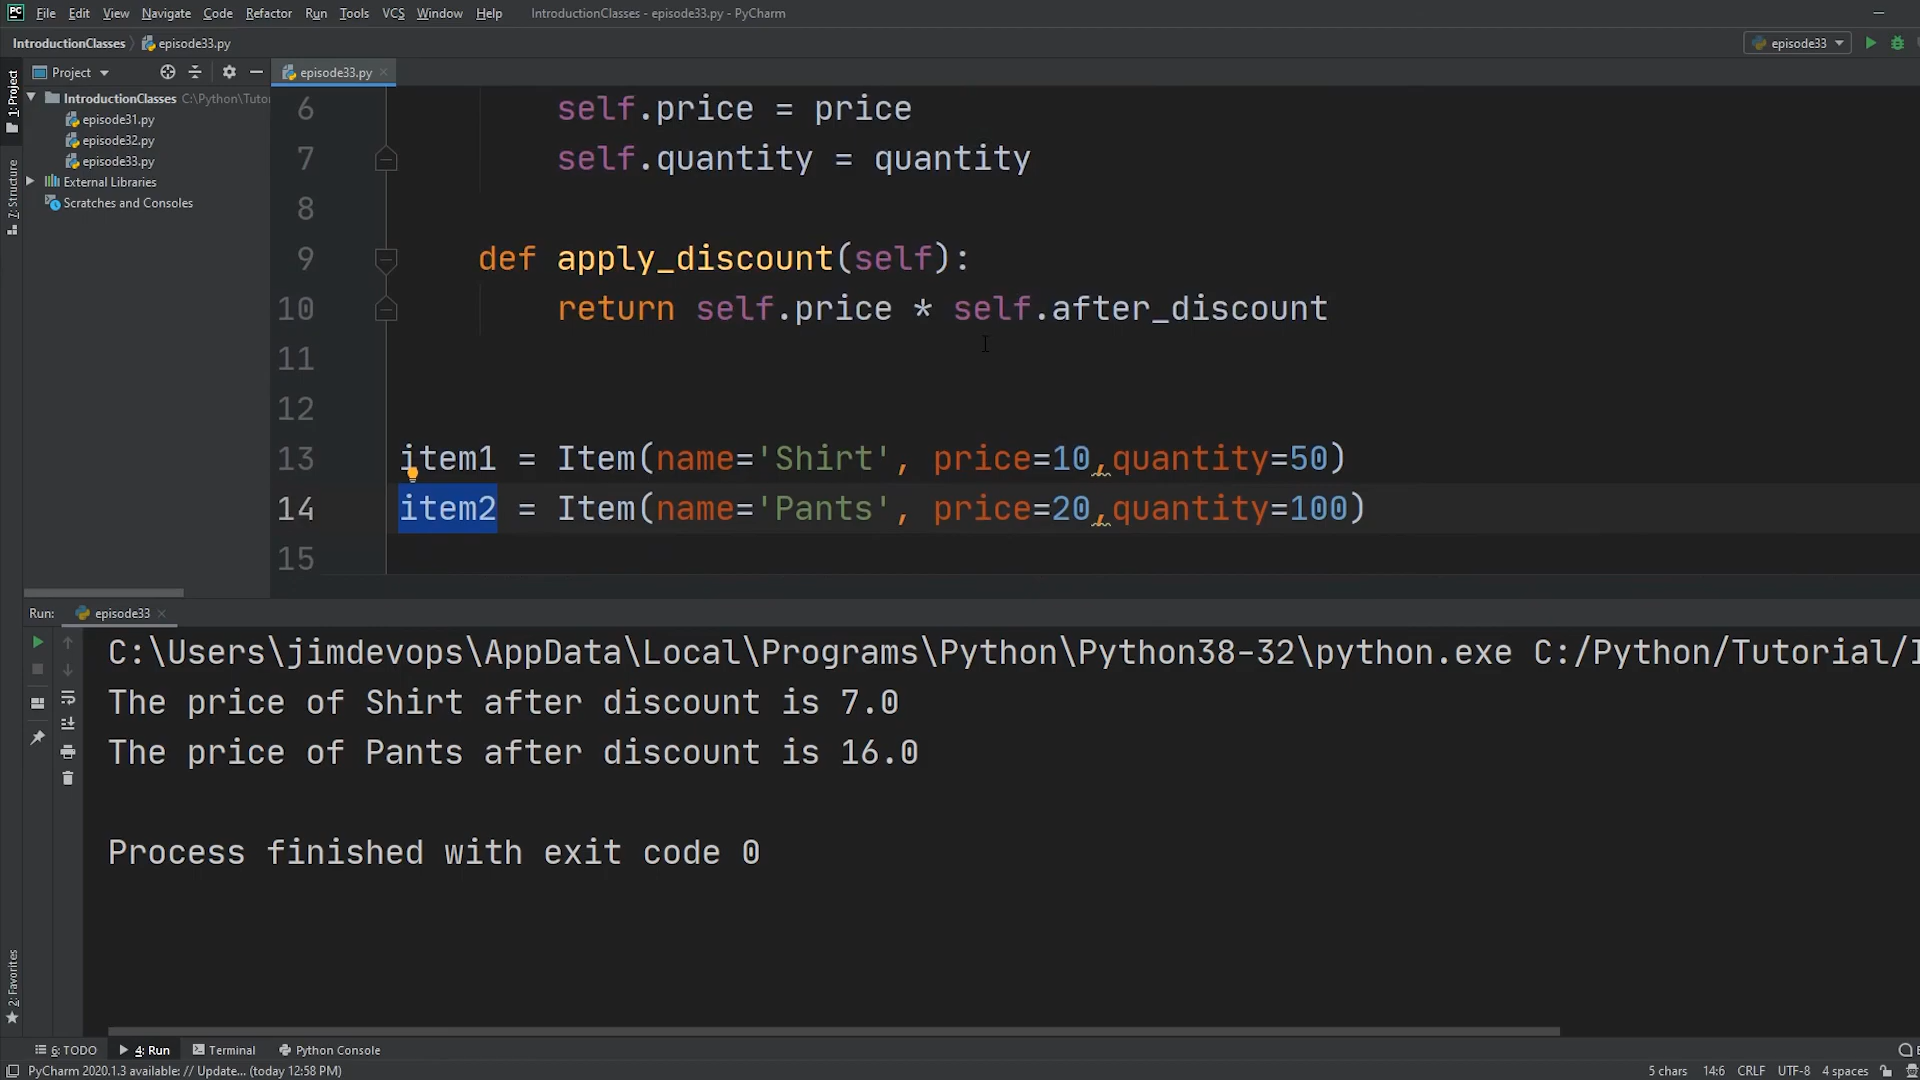 PC File Edit View Navigate Code Refactor Run Tools VCS Window Help IntroductionClasses - episode33.py - PyCharm
IntroductionClasses episode33.py episode33
1: Project
Project
episode33.py
IntroductionClasses C:\Python\Tutor
episode31.py
episode32.py
episode33.py
External Libraries
Scratches and Consoles
7: Structure
6 self.price = price
7 self.quantity = quantity
8
9 def apply_discount(self):
10 return self.price * self.after_discount
11
12
13 item1 = Item(name='Shirt', price=10,quantity=50)
14 item2 = Item(name='Pants', price=20,quantity=100)
15
Run: episode33
C:\Users\jimdevops\AppData\Local\Programs\Python\Python38-32\python.exe C:/Python/Tutorial/I
The price of Shirt after discount is 7.0
The price of Pants after discount is 16.0
Process finished with exit code 0
2: Favorites
6: TODO 4: Run Terminal Python Console
PyCharm 2020.1.3 available: // Update... (today 12:58 PM) 5 chars 14:6 CRLF UTF-8 4 spaces